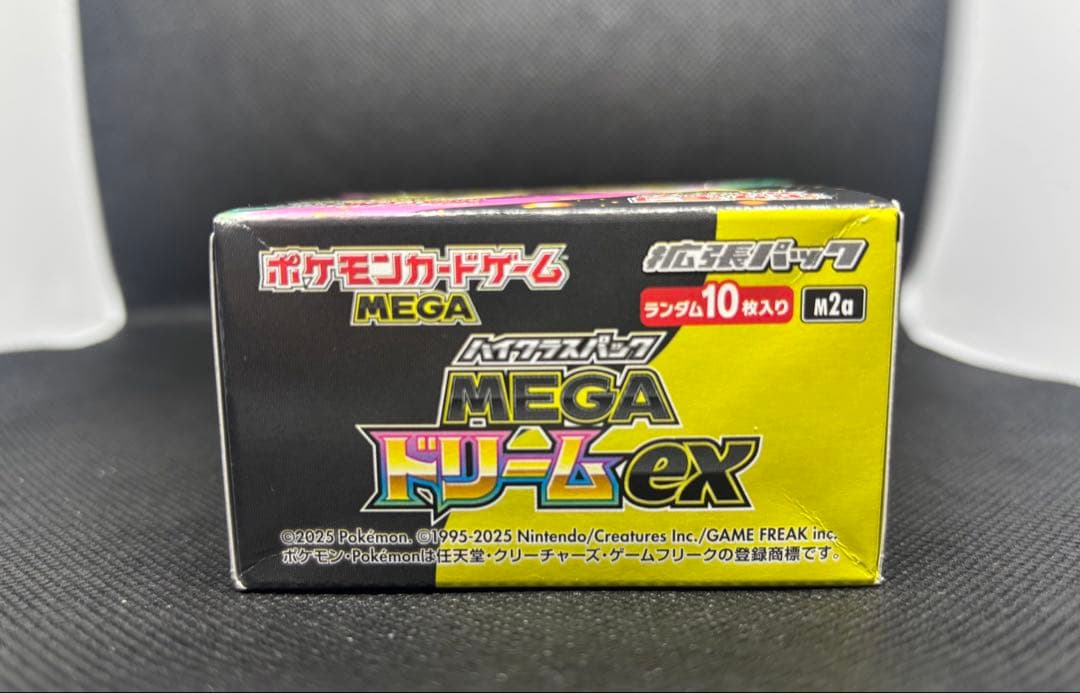 ポケモンカードゲーム
MEGA
拡張パック
ランダム10枚入り
M2a
ハイクラスパック
MEGA
ドリームex
©2025 Pokémon. ©1995-2025 Nintendo/Creatures Inc./GAME FREAK inc.
ポケモン・Pokémonは任天堂・クリーチャーズ・ゲームフリークの登録商標です。